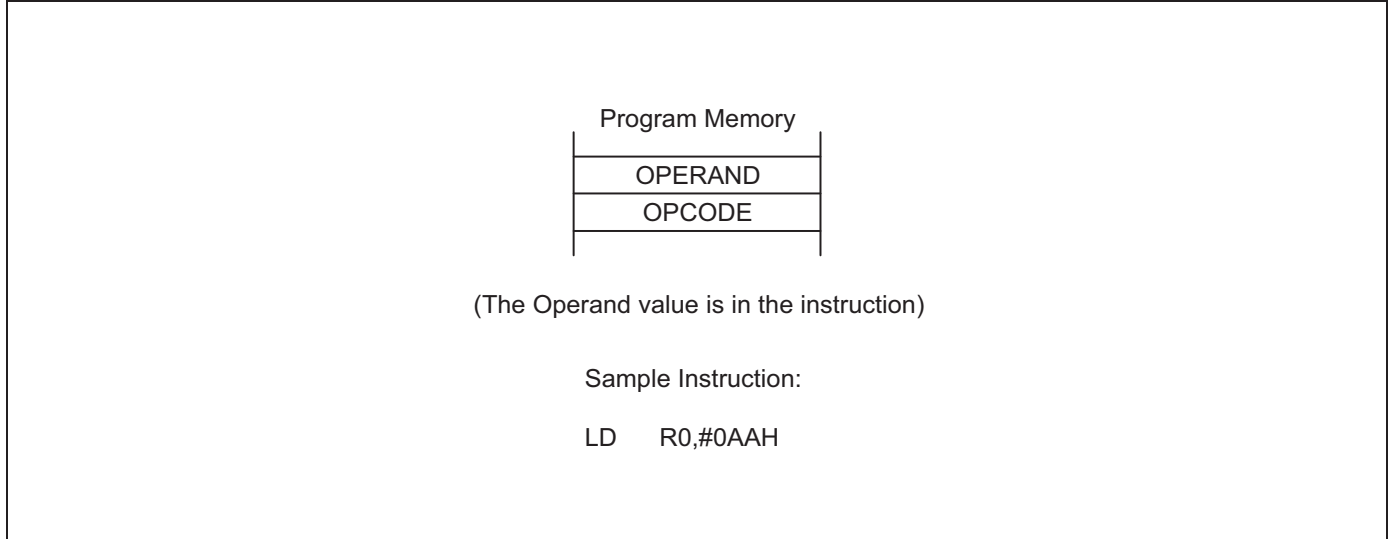 Program Memory
OPERAND
OPCODE
(The Operand value is in the instruction)
Sample Instruction:
LD R0,#0AAH